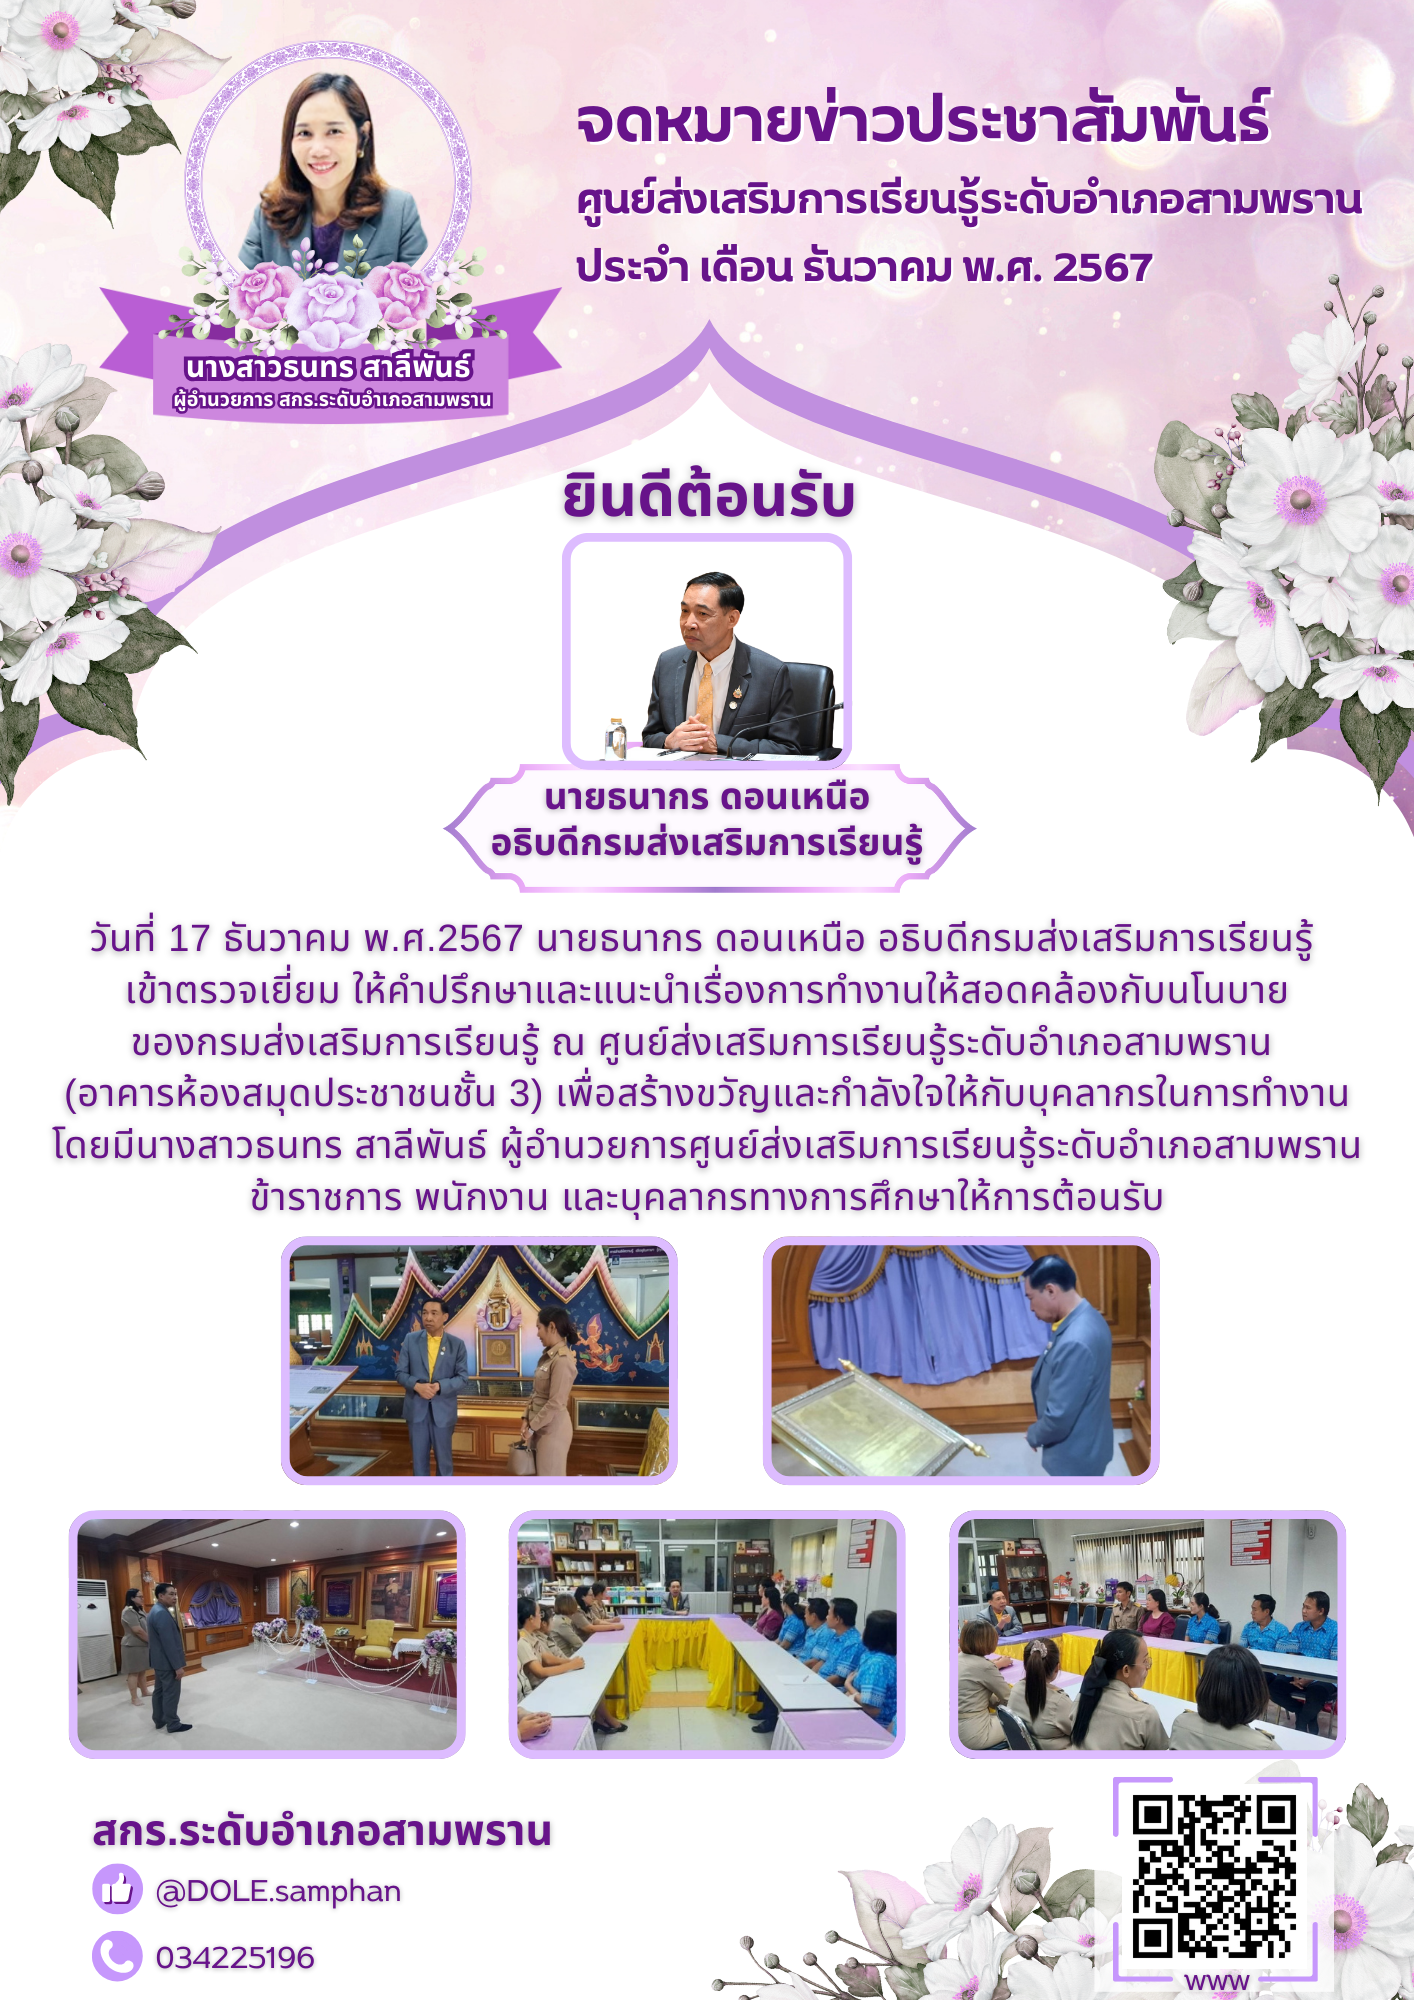 จดหมายข่าวประชาสัมพันธ์
ศูนย์ส่งเสริมการเรียนรู้ระดับอำเภอสามพราน
ประจำ เดือน ธันวาคม พ.ศ. 2567
นางสาวธนทร สาลีพันธ์
ผู้อำนวยการ สกร.ระดับอำเภอสามพราน
ยินดีต้อนรับ
นายธนากร ดอนเหนือ
อธิบดีกรมส่งเสริมการเรียนรู้
วันที่ 17 ธันวาคม พ.ศ.2567 นายธนากร ดอนเหนือ อธิบดีกรมส่งเสริมการเรียนรู้
เข้าตรวจเยี่ยม ให้คำปรึกษาและแนะนำเรื่องการทำงานให้สอดคล้องกับนโนบาย
ของกรมส่งเสริมการเรียนรู้ ณ ศูนย์ส่งเสริมการเรียนรู้ระดับอำเภอสามพราน
(อาคารห้องสมุดประชาชนชั้น 3) เพื่อสร้างขวัญและกำลังใจให้กับบุคลากรในการทำงาน
โดยมีนางสาวธนทร สาลีพันธ์ ผู้อำนวยการศูนย์ส่งเสริมการเรียนรู้ระดับอำเภอสามพราน
ข้าราชการ พนักงาน และบุคลากรทางการศึกษาให้การต้อนรับ
สกร.ระดับอำเภอสามพราน
@DOLE.samphan
034225196
www